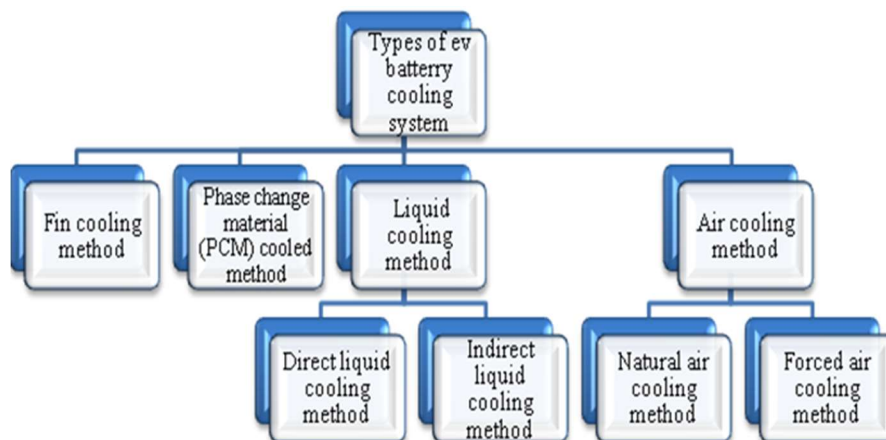 Types of ev
batterry
cooling
system
Fin cooling
method
Phase change
material
(PCM) cooled
method
Liquid
cooling
method
Air cooling
method
Direct liquid
cooling
method
Indirect
liquid
cooling
method
Natural air
cooling
method
Forced air
cooling
method